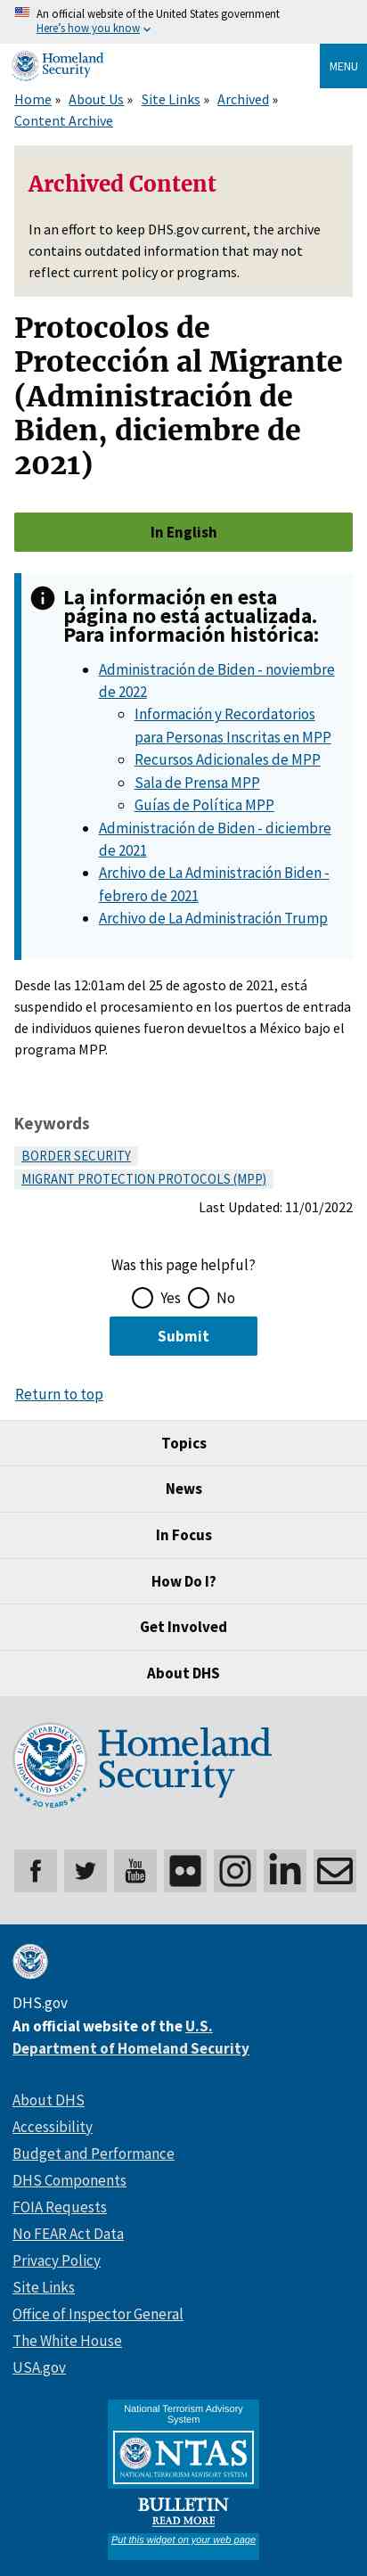 An official website of the United States government
Here's how you know
Homeland
Security
MENU
Home » About Us » Site Links » Archived »
Content Archive
Archived Content
In an effort to keep DHS.gov current, the archive
contains outdated information that may not
reflect current policy or programs.
Protocolos de
Protección al Migrante
(Administración de
Biden, diciembre de
2021)
In English
La información en esta
página no está actualizada.
Para información histórica:
Administración de Biden - noviembre
de 2022
Información y Recordatorios
para Personas Inscritas en MPP
Recursos Adicionales de MPP
Sala de Prensa MPP
Guías de Política MPP
Administración de Biden - diciembre
de 2021
Archivo de La Administración Biden -
febrero de 2021
Archivo de La Administración Trump
Desde las 12:01am del 25 de agosto de 2021, está
suspendido el procesamiento en los puertos de entrada
de individuos quienes fueron devueltos a México bajo el
programa MPP.
Keywords
BORDER SECURITY
MIGRANT PROTECTION PROTOCOLS (MPP)
Last Updated: 11/01/2022
Was this page helpful?
Yes No
Submit
Return to top
Topics
News
In Focus
How Do I?
Get Involved
About DHS
U.S. DEPARTMENT OF HOMELAND SECURITY
20 YEARS
Homeland
Security
You
Tube
DHS.gov
An official website of the U.S.
Department of Homeland Security
About DHS
Accessibility
Budget and Performance
DHS Components
FOIA Requests
No FEAR Act Data
Privacy Policy
Site Links
Office of Inspector General
The White House
USA.gov
National Terrorism Advisory
System
NTAS
NATIONAL TERRORISM ADVISORY SYSTEM
BULLETIN
READ MORE
Put this widget on your web page